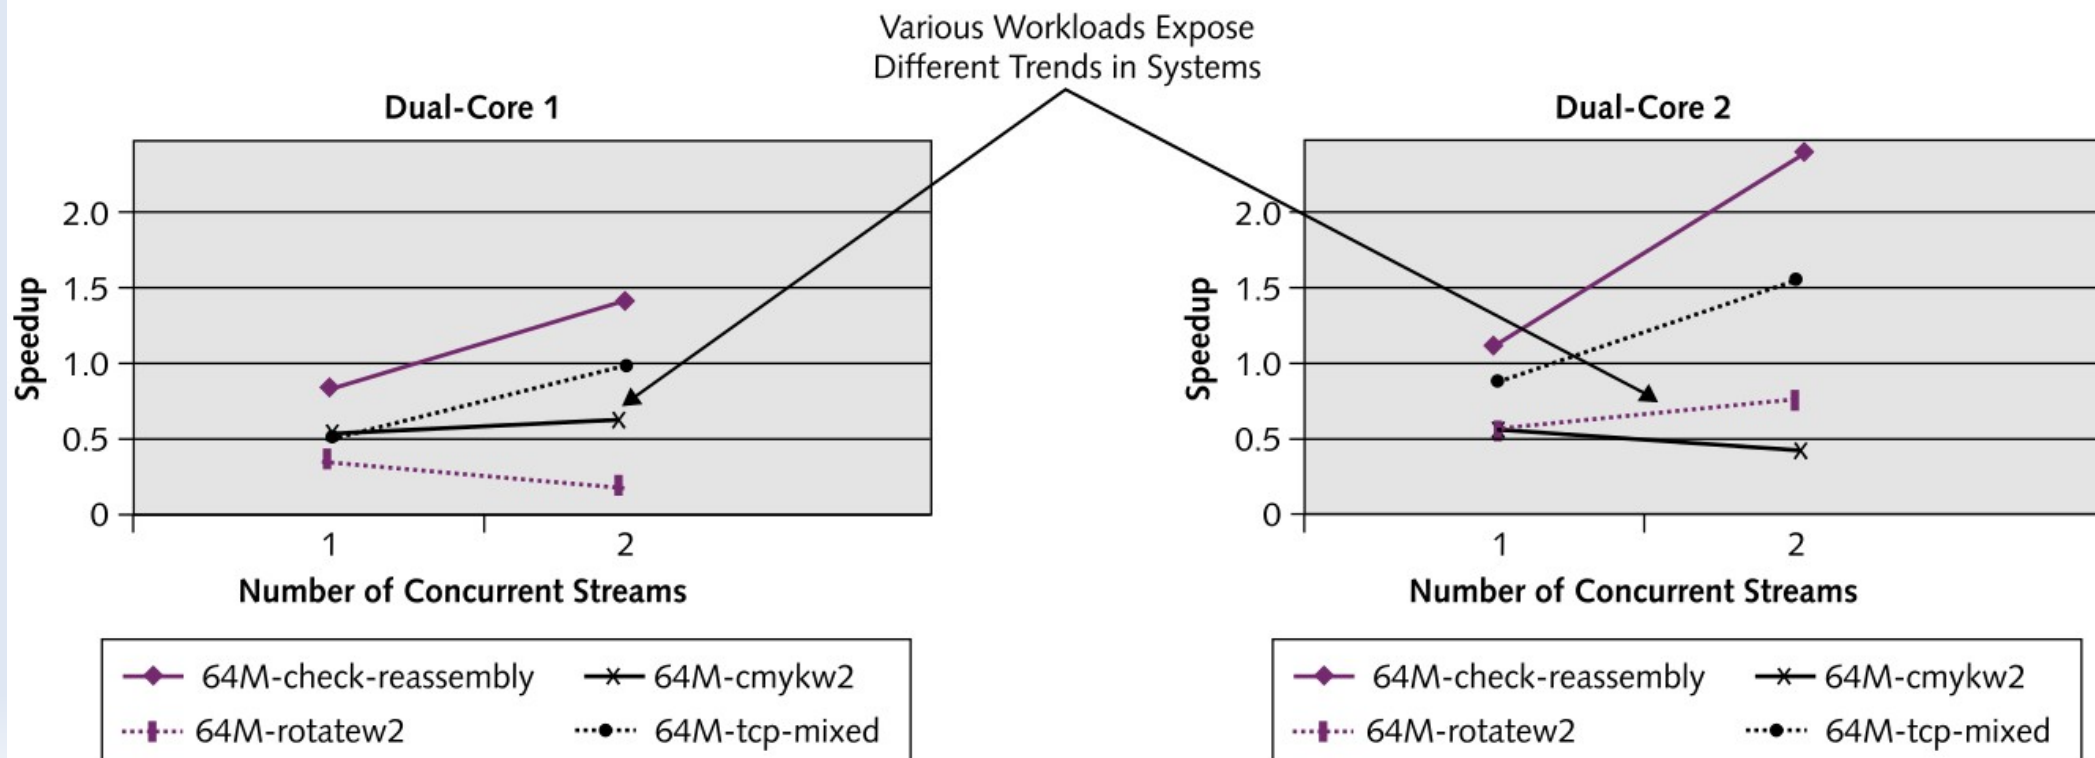 Various Workloads Expose
Different Trends in Systems
Dual-Core 1
2.0
1.5
1.0
0.5
0
Speedup
1 2
Number of Concurrent Streams
64M-check-reassembly 64M-cmykw2
64M-rotatew2 64M-tcp-mixed
Dual-Core 2
2.0
1.5
1.0
0.5
0
Speedup
1 2
Number of Concurrent Streams
64M-check-reassembly 64M-cmykw2
64M-rotatew2 64M-tcp-mixed